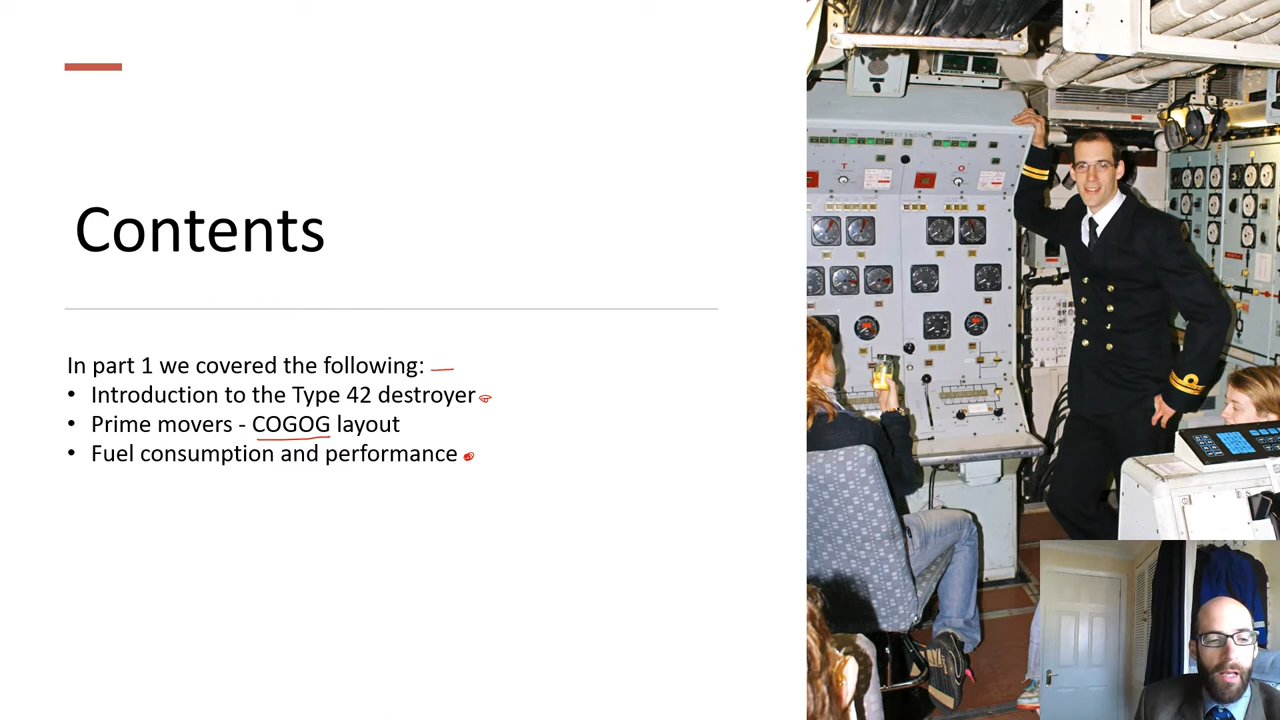 Contents
In part 1 we covered the following:
• Introduction to the Type 42 destroyer
• Prime movers - COGOG layout
• Fuel consumption and performance